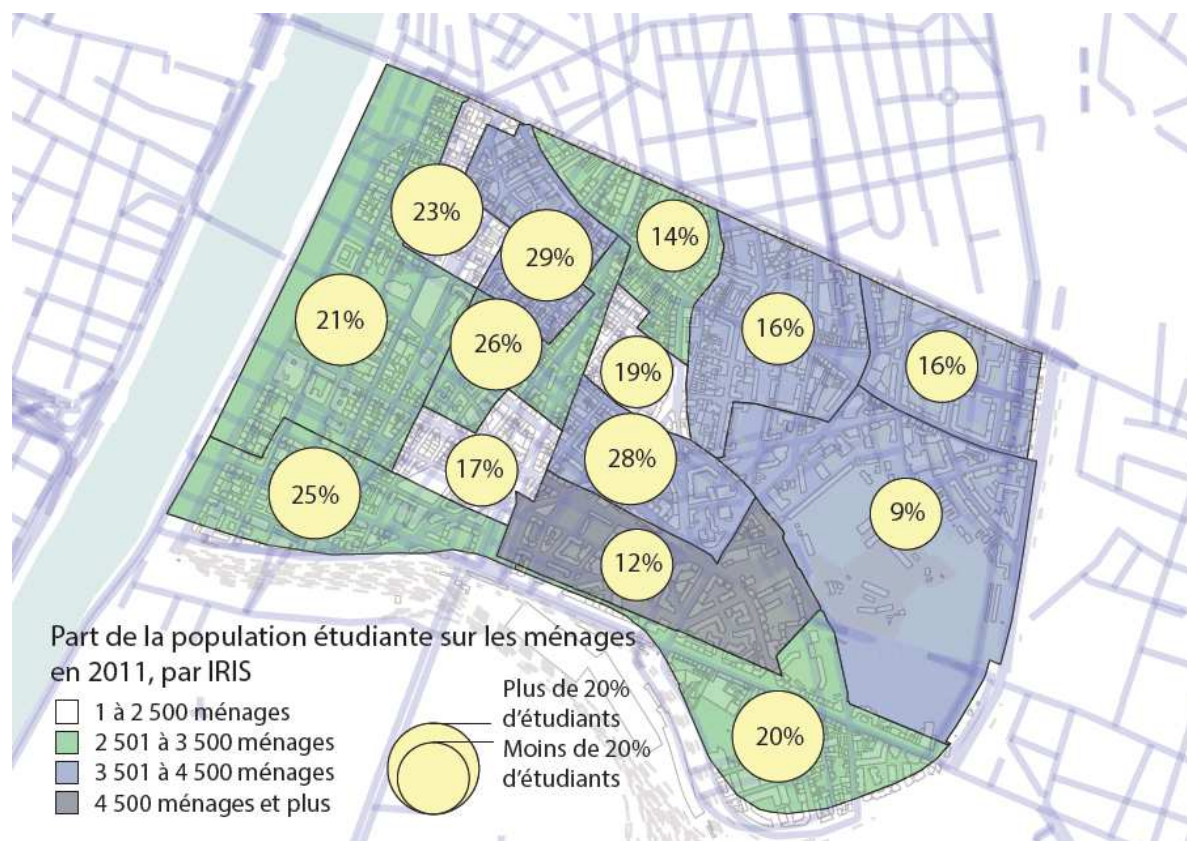 23%
29%
14%
21%
26%
16%
19%
16%
17%
28%
25%
9%
12%
20%
Part de la population étudiante sur les ménages
en 2011, par IRIS
1 à 2 500 ménages
2 501 à 3 500 ménages
3 501 à 4 500 ménages
4 500 ménages et plus
Plus de 20%
d'étudiants
Moins de 20%
d'étudiants